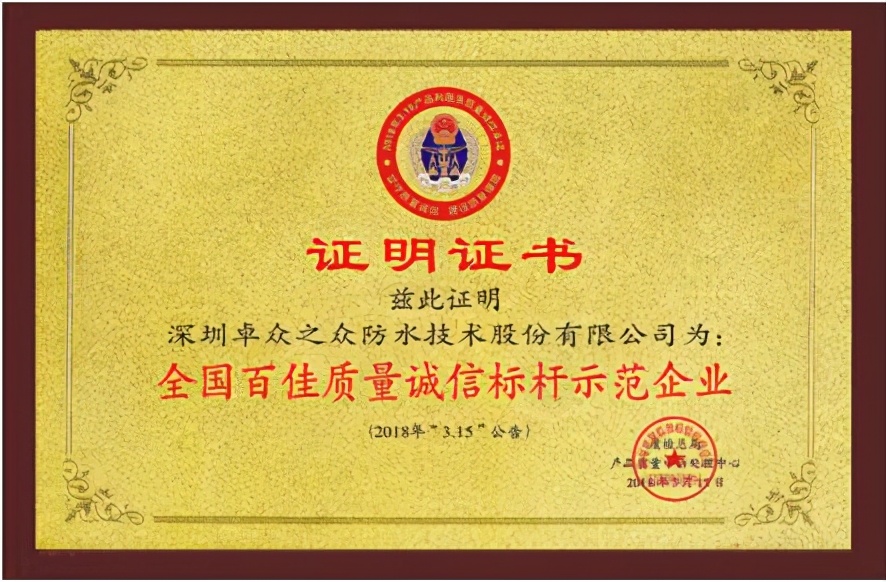 证明证书
兹此证明
深圳卓众之众防水技术股份有限公司为：
全国百佳质量诚信标杆示范企业
（2018年“3.15”公告）